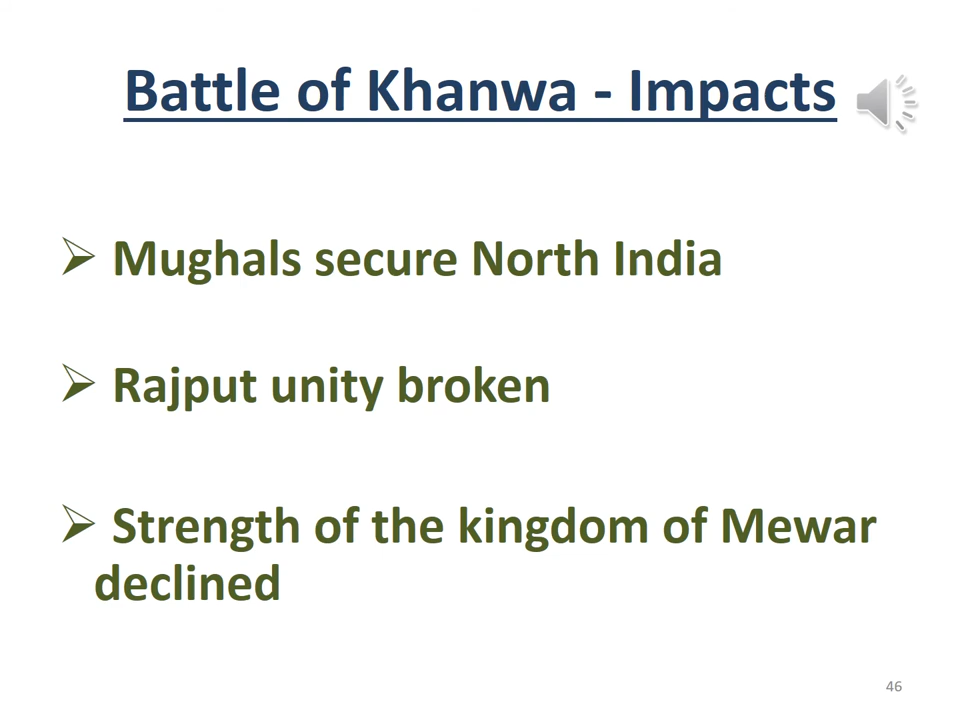 Battle of Khanwa - Impacts
➢ Mughals secure North India
➢ Rajput unity broken
➢ Strength of the kingdom of Mewar
declined
46